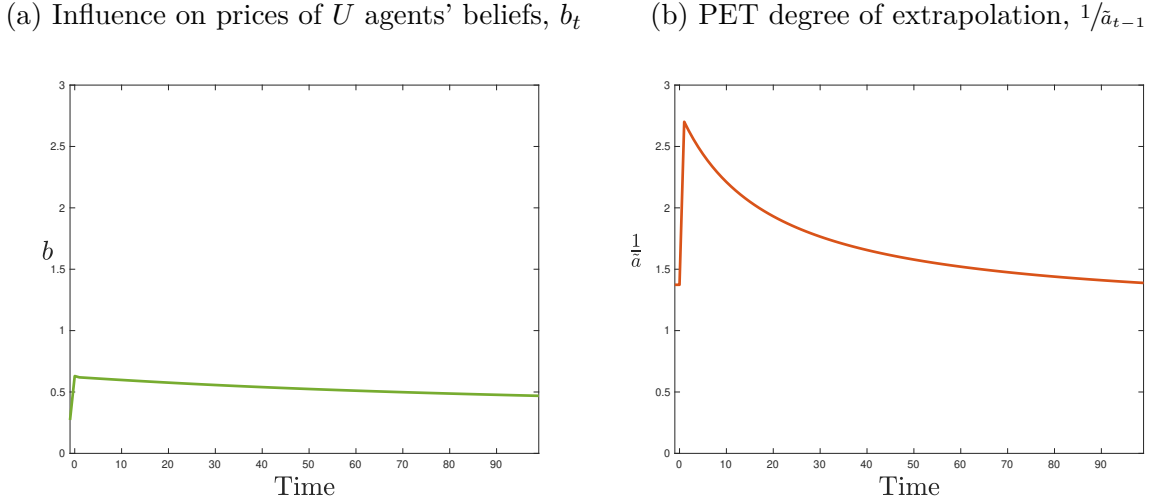 (a) Influence on prices of U agents' beliefs, b_t
(b) PET degree of extrapolation, 1/ã_{t−1}
3
2.5
2
b
1.5
1
0.5
0
0 10 20 30 40 50 60 70 80 90
Time
3
2.5
2
1/ã
1.5
1
0.5
0
0 10 20 30 40 50 60 70 80 90
Time